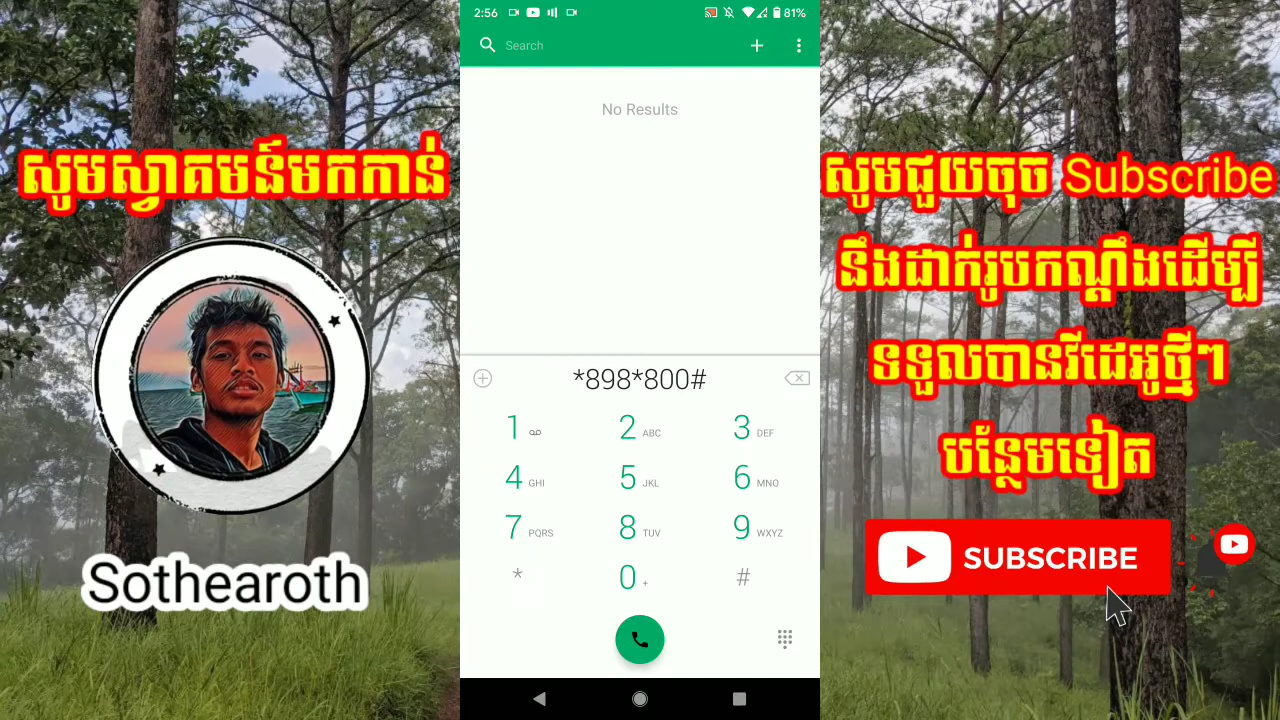 2:56
81%
Search
No Results
*898*800#
1
2 ABC
3 DEF
4 GHI
5 JKL
6 MNO
7 PQRS
8 TUV
9 WXYZ
*
0 +
#
សូមស្វាគមន៍មកកាន់
Sothearoth
សូមជួយចុច Subscribe
នឹងដាក់រូបកណ្ដឹងដើម្បី
ទទួលបានវីដេអូថ្មីៗ
បន្ថែមទៀត
SUBSCRIBE